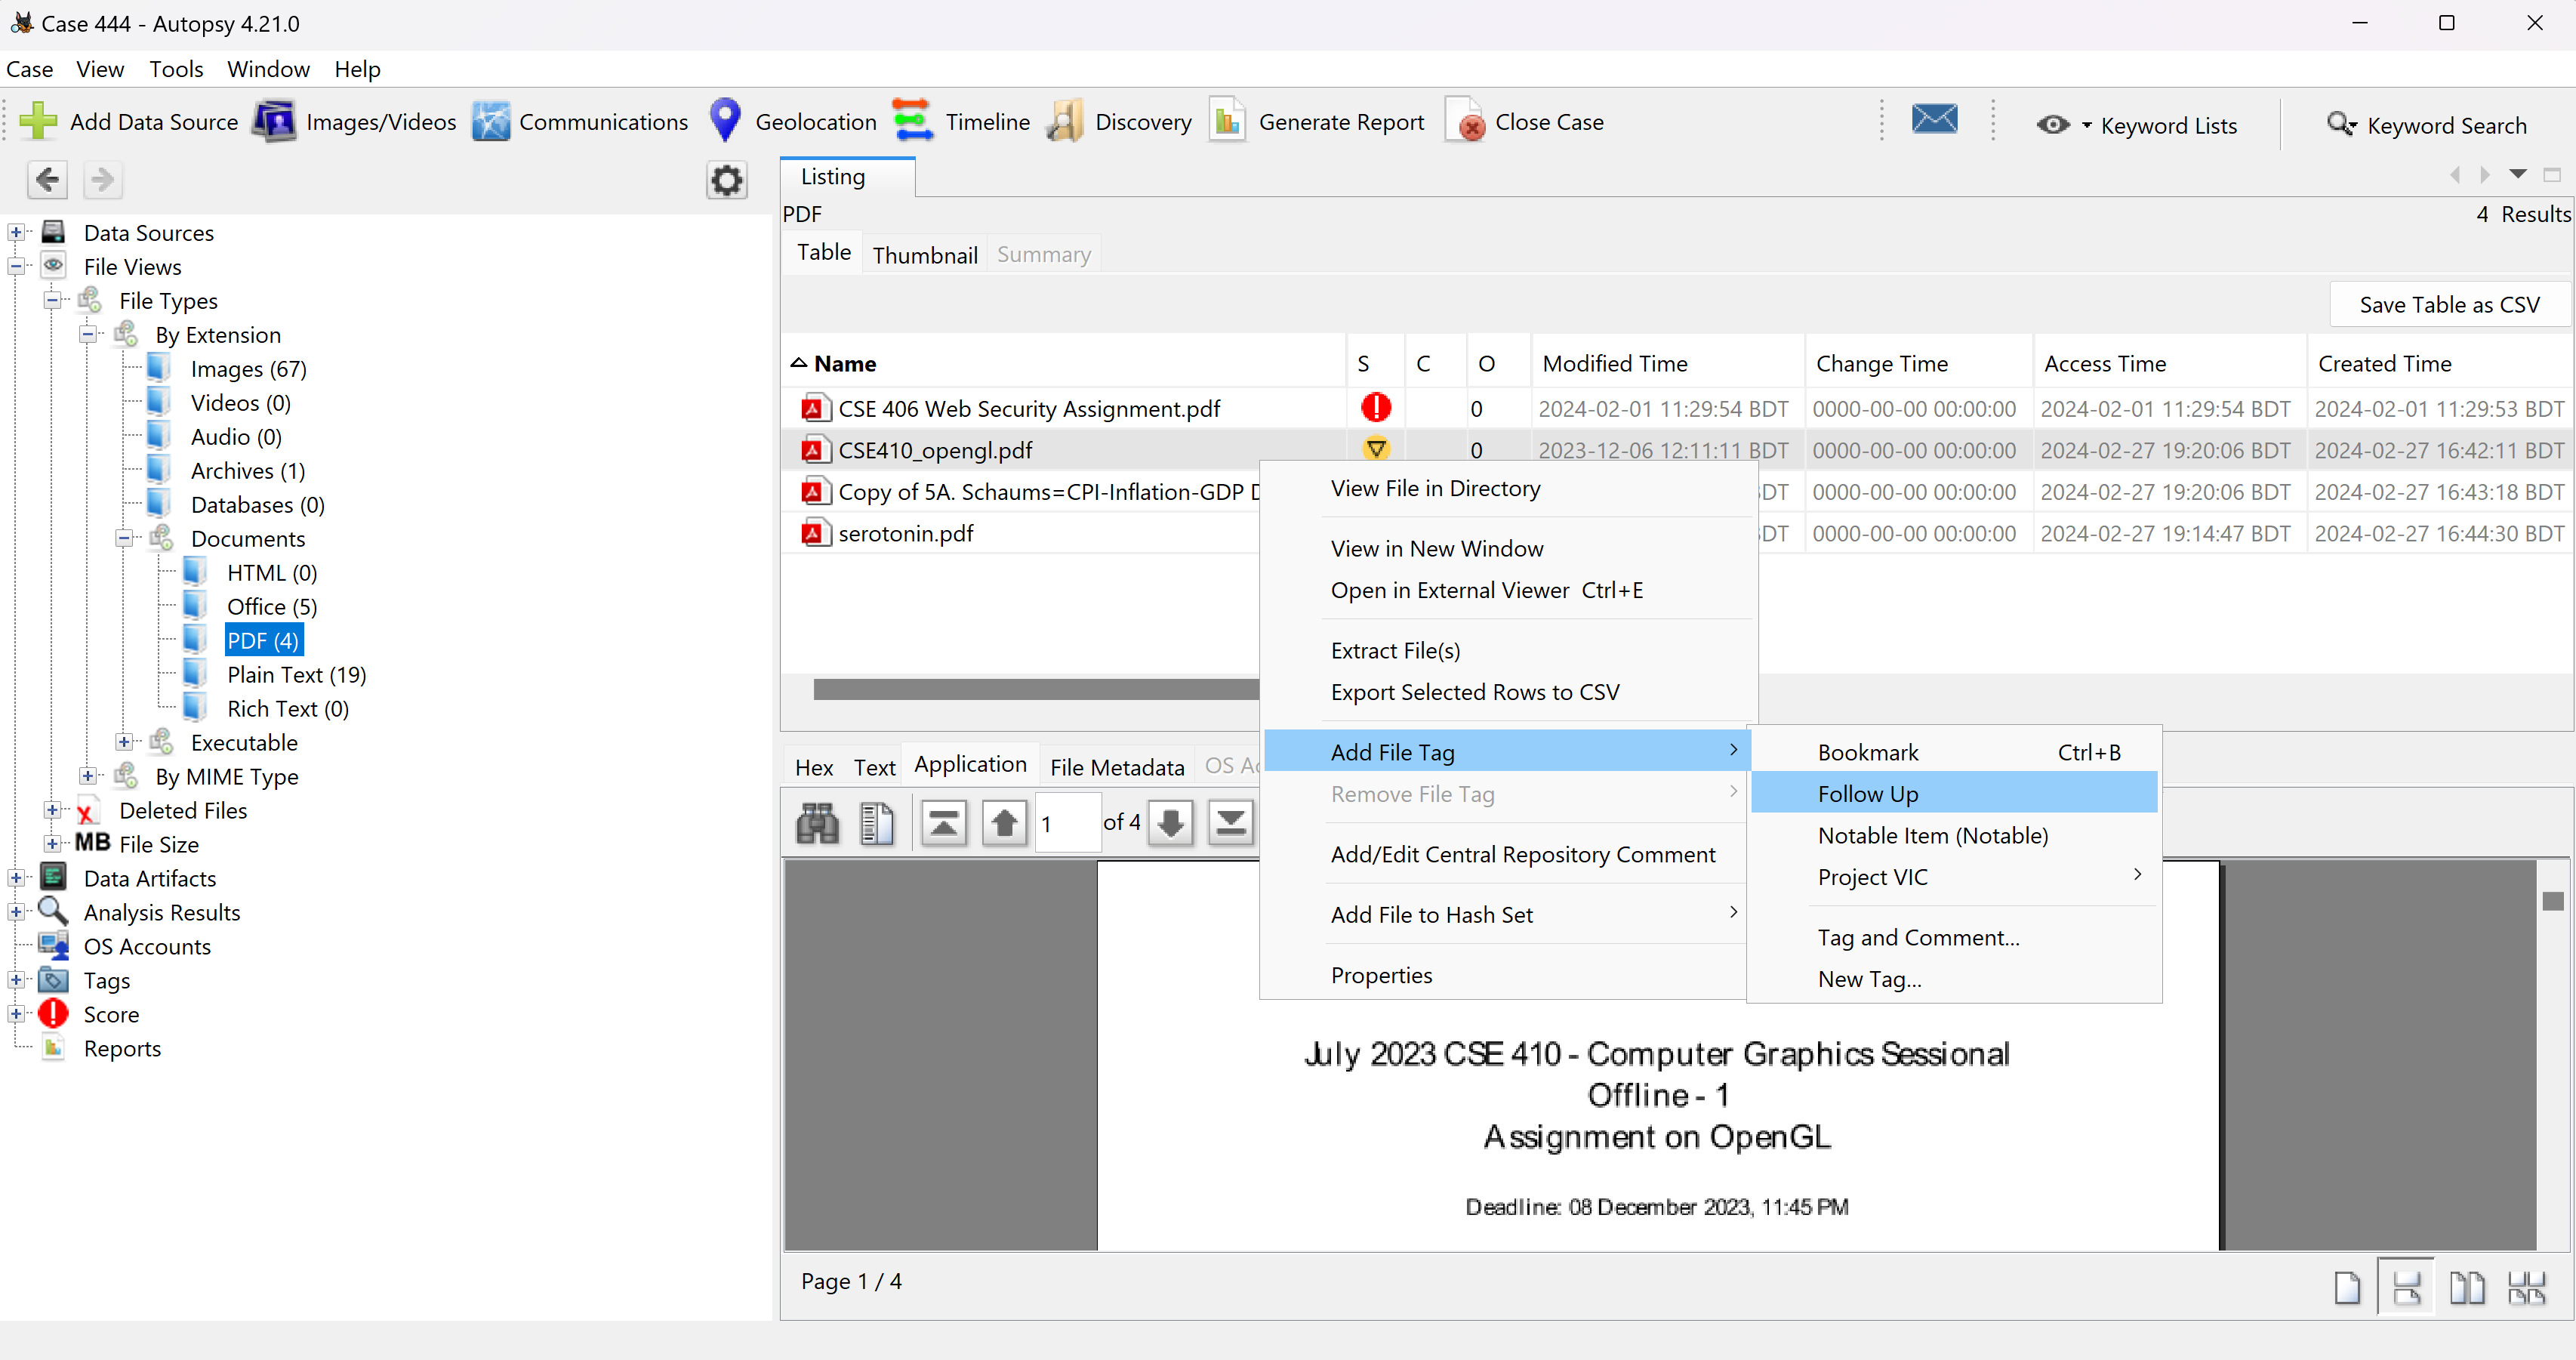 Case 444 - Autopsy 4.21.0
Case View Tools Window Help
Add Data Source Images/Videos Communications Geolocation Timeline Discovery Generate Report Close Case Keyword Lists Keyword Search
Listing
PDF 4 Results
Table Thumbnail Summary
Save Table as CSV
Name S C O Modified Time Change Time Access Time Created Time
CSE 406 Web Security Assignment.pdf 0 2024-02-01 11:29:54 BDT 0000-00-00 00:00:00 2024-02-01 11:29:54 BDT 2024-02-01 11:29:53 BDT
CSE410_opengl.pdf 0 2023-12-06 12:11:11 BDT 0000-00-00 00:00:00 2024-02-27 19:20:06 BDT 2024-02-27 16:42:11 BDT
Copy of 5A. Schaums=CPI-Inflation-GDP 0000-00-00 00:00:00 2024-02-27 19:20:06 BDT 2024-02-27 16:43:18 BDT
serotonin.pdf 0000-00-00 00:00:00 2024-02-27 19:14:47 BDT 2024-02-27 16:44:30 BDT
Data Sources
File Views
File Types
By Extension
Images (67)
Videos (0)
Audio (0)
Archives (1)
Databases (0)
Documents
HTML (0)
Office (5)
PDF (4)
Plain Text (19)
Rich Text (0)
Executable
By MIME Type
Deleted Files
MB File Size
Data Artifacts
Analysis Results
OS Accounts
Tags
Score
Reports
View File in Directory
View in New Window
Open in External Viewer Ctrl+E
Extract File(s)
Export Selected Rows to CSV
Add File Tag
Remove File Tag
Add/Edit Central Repository Comment
Add File to Hash Set
Properties
Bookmark Ctrl+B
Follow Up
Notable Item (Notable)
Project VIC
Tag and Comment...
New Tag...
Hex Text Application File Metadata OS
1 of 4
July 2023 CSE 410 - Computer Graphics Sessional
Offline - 1
Assignment on OpenGL
Deadline: 08 December 2023, 11:45 PM
Page 1 / 4